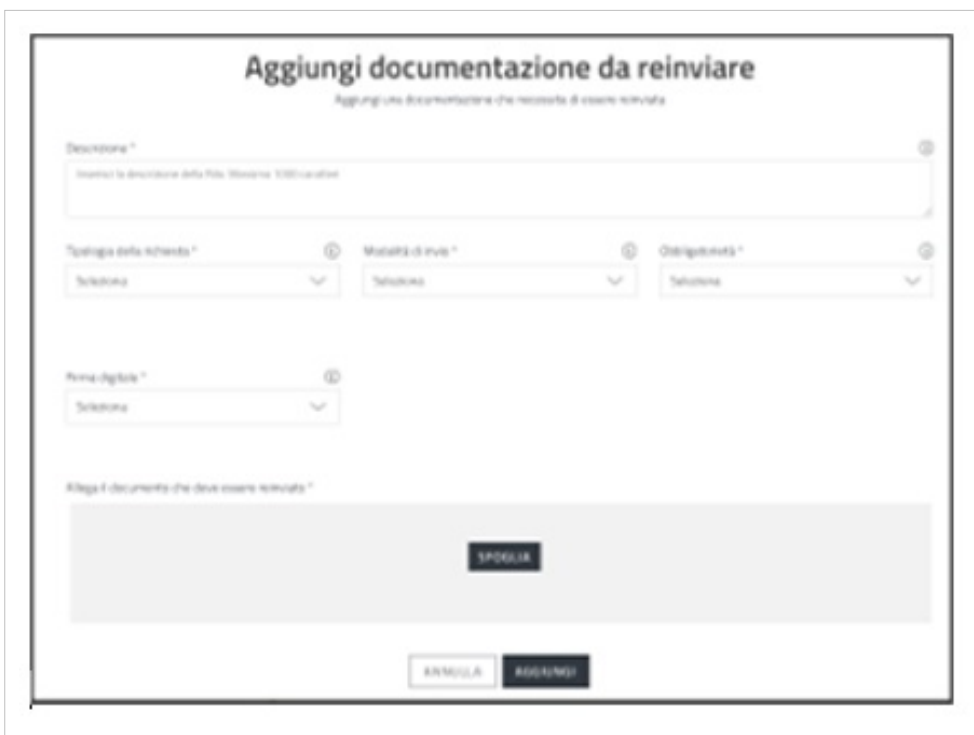 Aggiungi documentazione da reinviare
Aggiungi una documentazione che necessita di essere reinviata
Descrizione *
Inserisci la descrizione della Massimo 1000 caratteri
Tipologia della richiesta * Modalità di invio * Obbligatorietà *
Seleziona Seleziona Seleziona
Firma digitale *
Seleziona
Allega il documento che deve essere reinviato *
SFOGLIA
ANNULLA AGGIUNGI